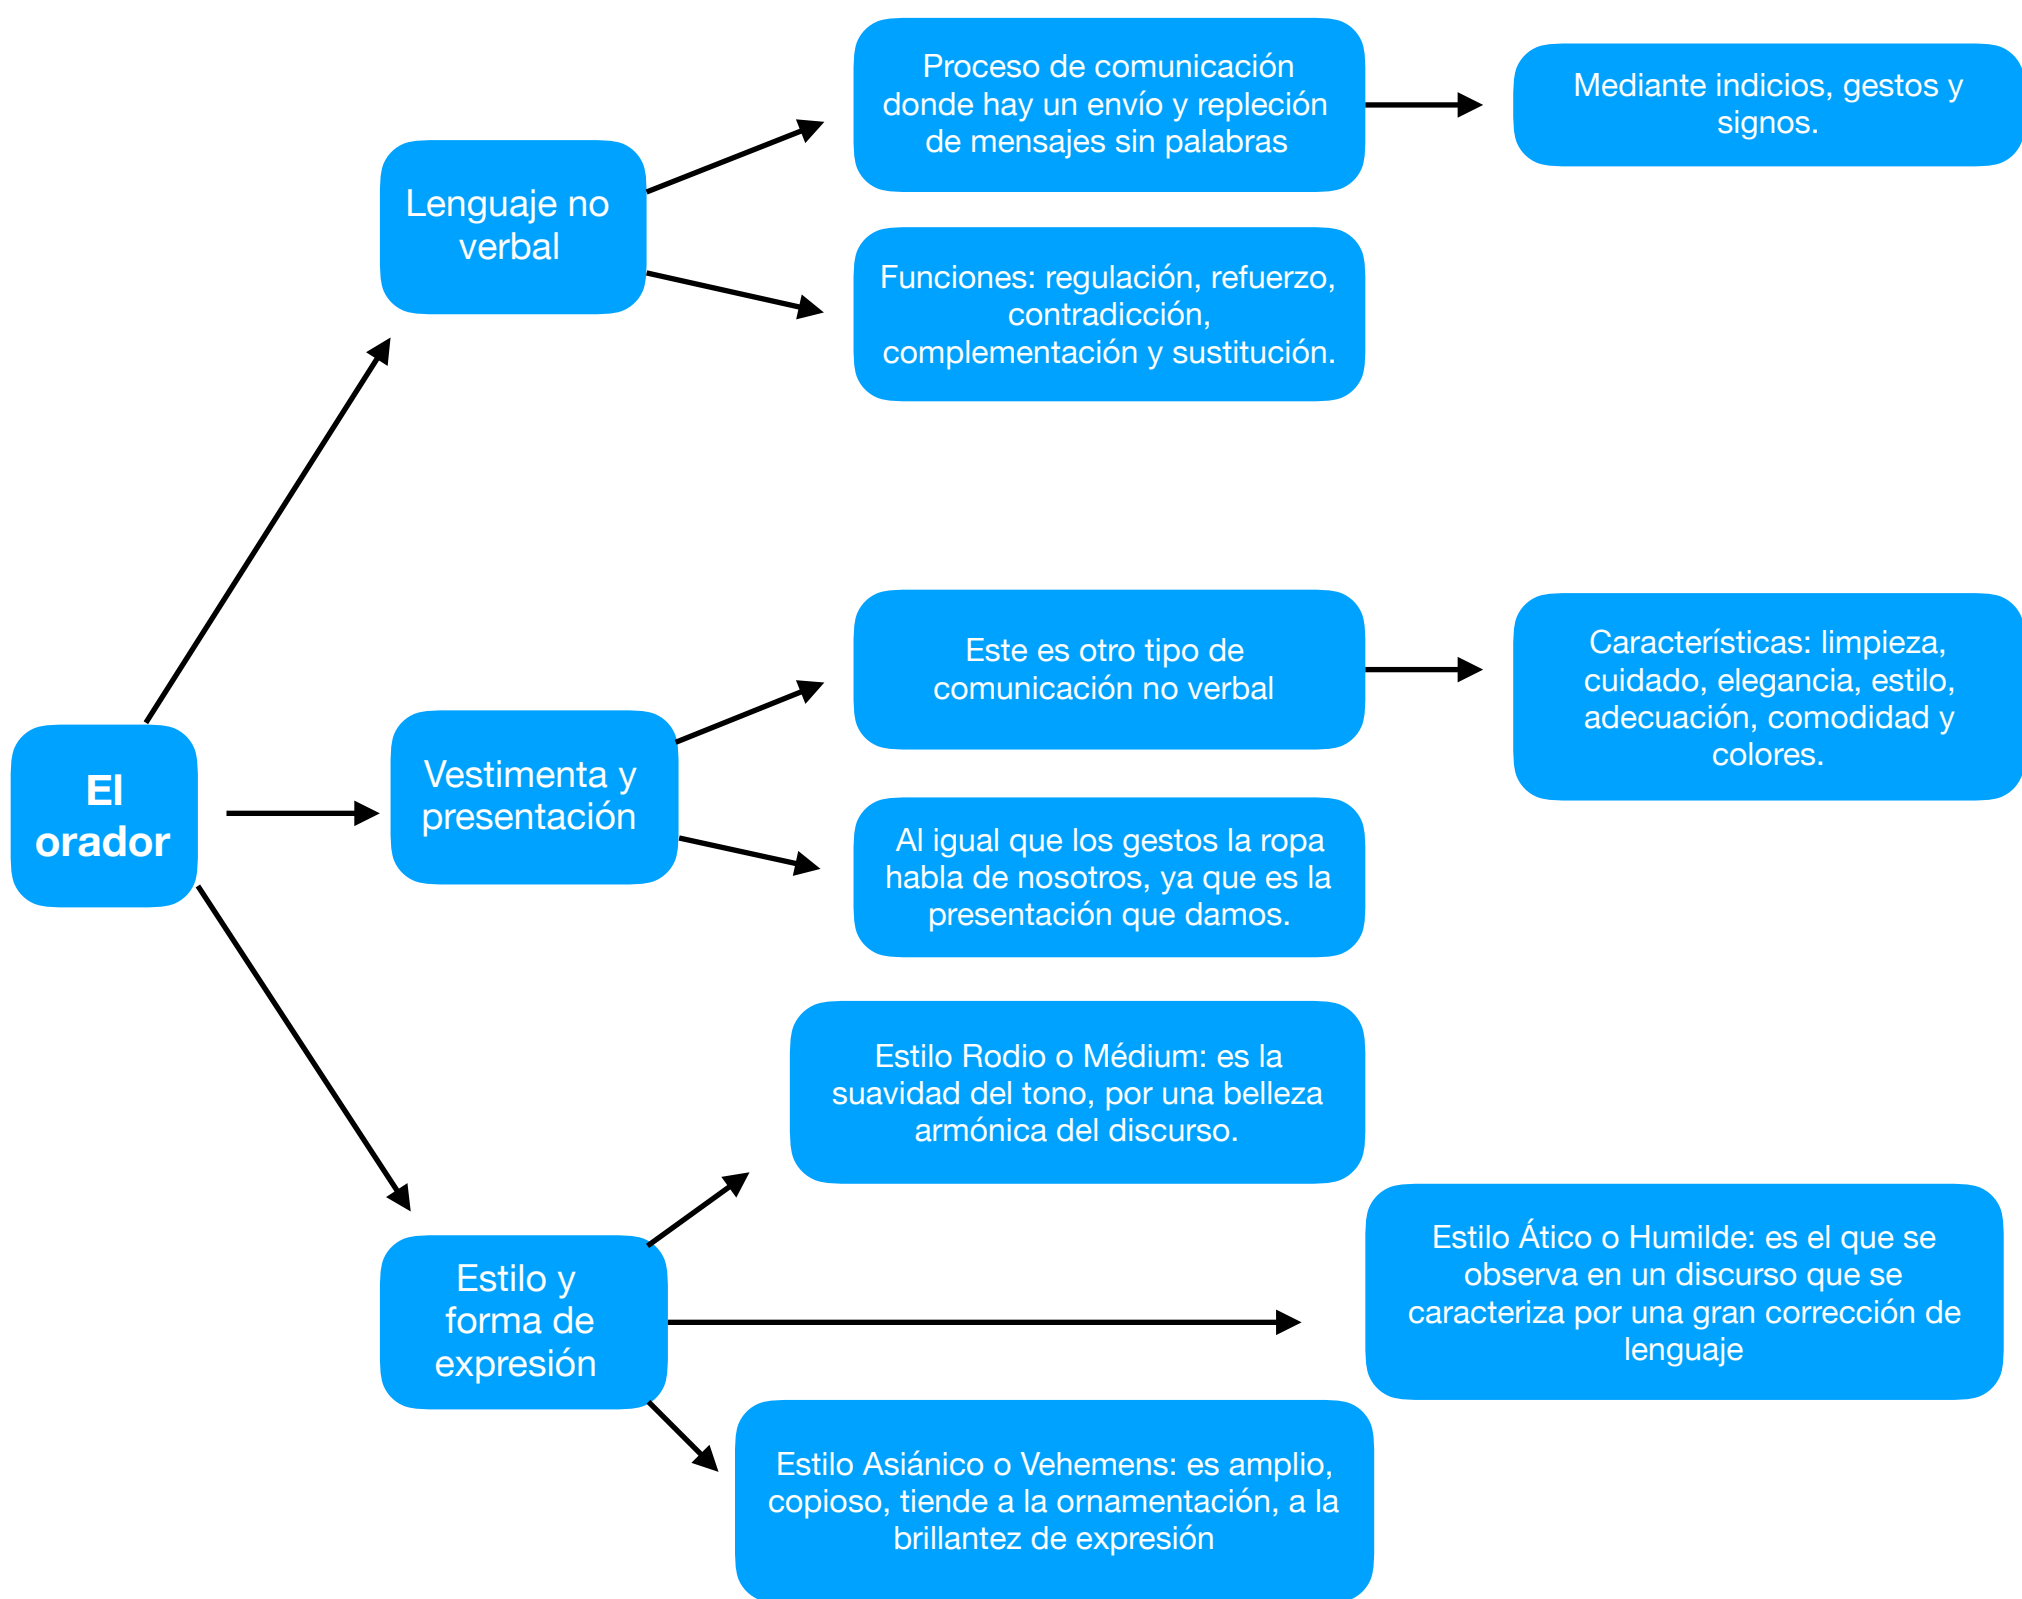 El
orador
Lenguaje no
verbal
Proceso de comunicación
donde hay un envío y repleción
de mensajes sin palabras
Mediante indicios, gestos y
signos.
Funciones: regulación, refuerzo,
contradicción,
complementación y sustitución.
Vestimenta y
presentación
Este es otro tipo de
comunicación no verbal
Características: limpieza,
cuidado, elegancia, estilo,
adecuación, comodidad y
colores.
Al igual que los gestos la ropa
habla de nosotros, ya que es la
presentación que damos.
Estilo y
forma de
expresión
Estilo Rodio o Médium: es la
suavidad del tono, por una belleza
armónica del discurso.
Estilo Ático o Humilde: es el que se
observa en un discurso que se
caracteriza por una gran corrección de
lenguaje
Estilo Asiánico o Vehemens: es amplio,
copioso, tiende a la ornamentación, a la
brillantez de expresión